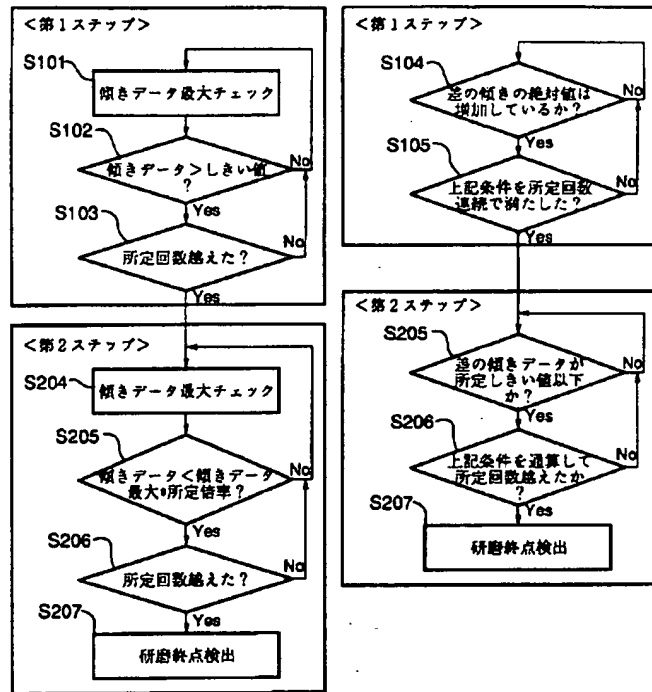 <第1ステップ>
S101
傾きデータ最大チェック
S102
傾きデータ>しきい値
?
No
Yes
S103
所定回数越えた?
No
Yes
<第2ステップ>
S204
傾きデータ最大チェック
S205
傾きデータ<傾きデータ
最大*所定倍率?
No
Yes
S206
所定回数越えた?
No
Yes
S207
研磨終点検出
<第1ステップ>
S104
差の傾きの絶対値は
増加しているか?
No
Yes
S105
上記条件を所定回数
連続で満たした?
No
Yes
<第2ステップ>
S205
差の傾きデータが
所定しきい値以下
か?
No
Yes
S206
上記条件を通算して
所定回数越えたか
?
No
Yes
S207
研磨終点検出